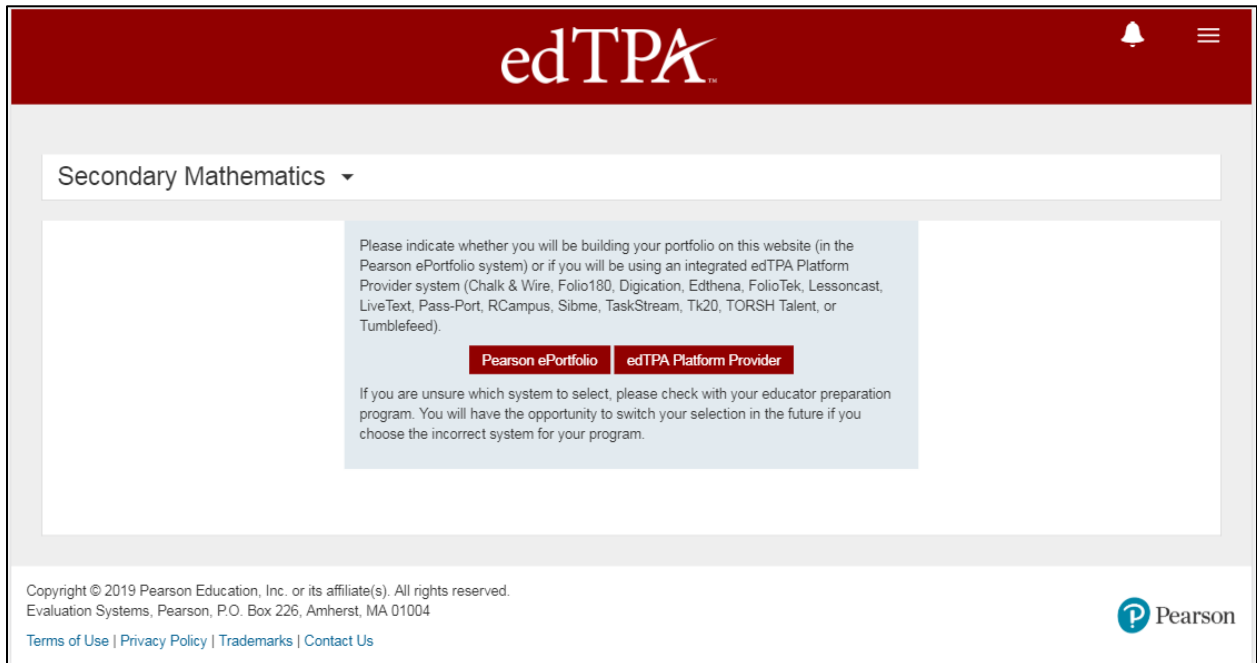 edTPA™
Secondary Mathematics
Please indicate whether you will be building your portfolio on this website (in the
Pearson ePortfolio system) or if you will be using an integrated edTPA Platform
Provider system (Chalk & Wire, Folio180, Digication, Edthena, FolioTek, Lessoncast,
LiveText, Pass-Port, RCampus, Sibme, TaskStream, Tk20, TORSH Talent, or
Tumblefeed).
Pearson ePortfolio edTPA Platform Provider
If you are unsure which system to select, please check with your educator preparation
program. You will have the opportunity to switch your selection in the future if you
choose the incorrect system for your program.
Copyright © 2019 Pearson Education, Inc. or its affiliate(s). All rights reserved.
Evaluation Systems, Pearson, P.O. Box 226, Amherst, MA 01004
Terms of Use | Privacy Policy | Trademarks | Contact Us
P Pearson